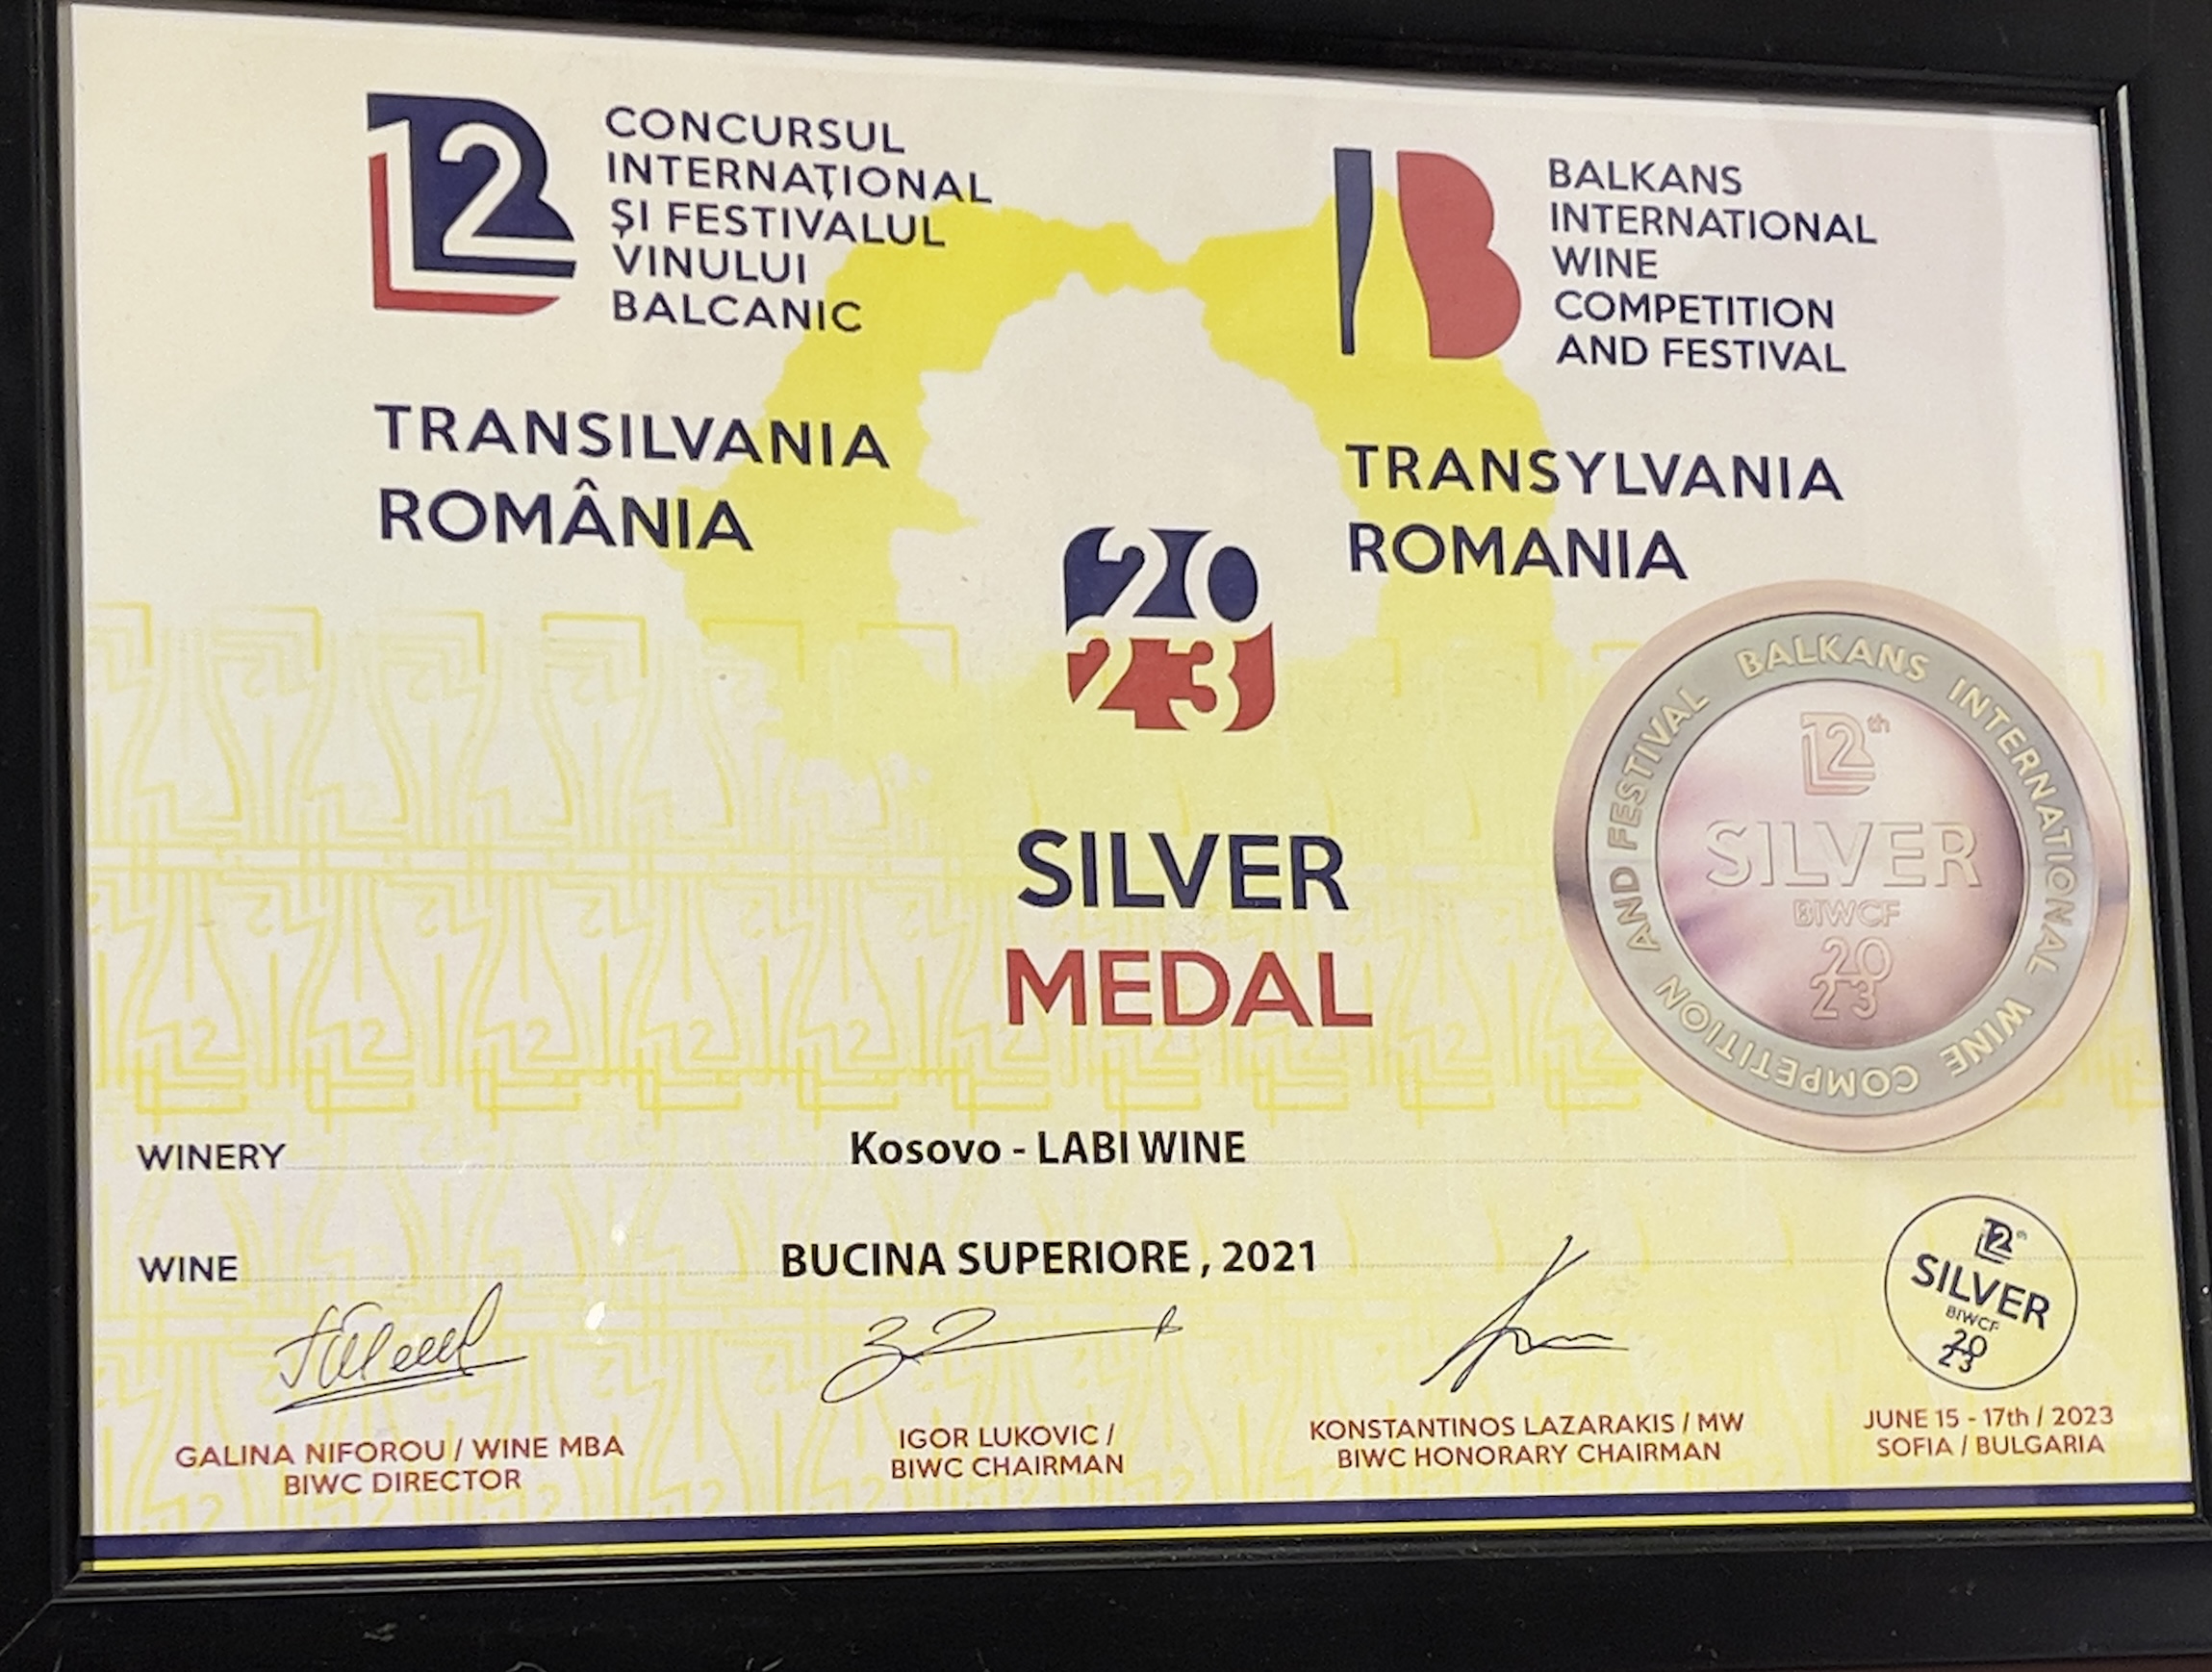 12
CONCURSUL
INTERNAȚIONAL
ȘI FESTIVALUL
VINULUI
BALCANIC
TRANSILVANIA
ROMÂNIA
B
BALKANS
INTERNATIONAL
WINE
COMPETITION
AND FESTIVAL
TRANSYLVANIA
ROMANIA
20
23
SILVER
MEDAL
BALKANS INTERNATIONAL WINE COMPETITION AND FESTIVAL
12th
SILVER
BIWCF
20
23
WINERY Kosovo - LABI WINE
WINE BUCINA SUPERIORE , 2021
GALINA NIFOROU / WINE MBA
BIWC DIRECTOR
IGOR LUKOVIC /
BIWC CHAIRMAN
KONSTANTINOS LAZARAKIS / MW
BIWC HONORARY CHAIRMAN
12th
SILVER
BIWCF
20
23
JUNE 15 - 17th / 2023
SOFIA / BULGARIA